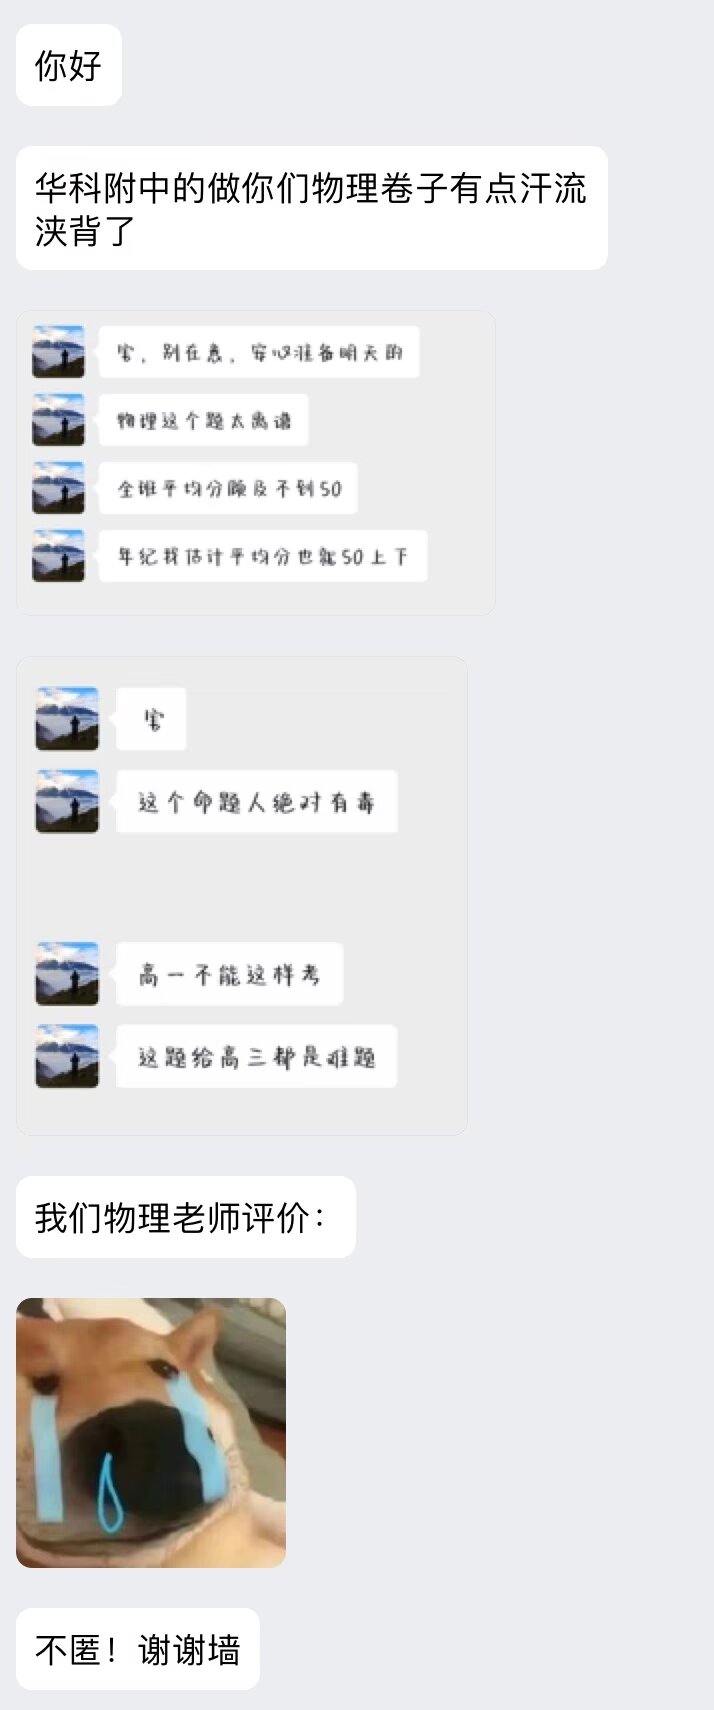 你好
华科附中的做你们物理卷子有点汗流
浃背了
害，别在意，安心准备明天的
物理这个题太离谱
全班平均分顾及不到50
年纪我估计平均分也就50上下
害
这个命题人绝对有毒
高一不能这样考
这题给高三都是难题
我们物理老师评价：
不匿！谢谢墙